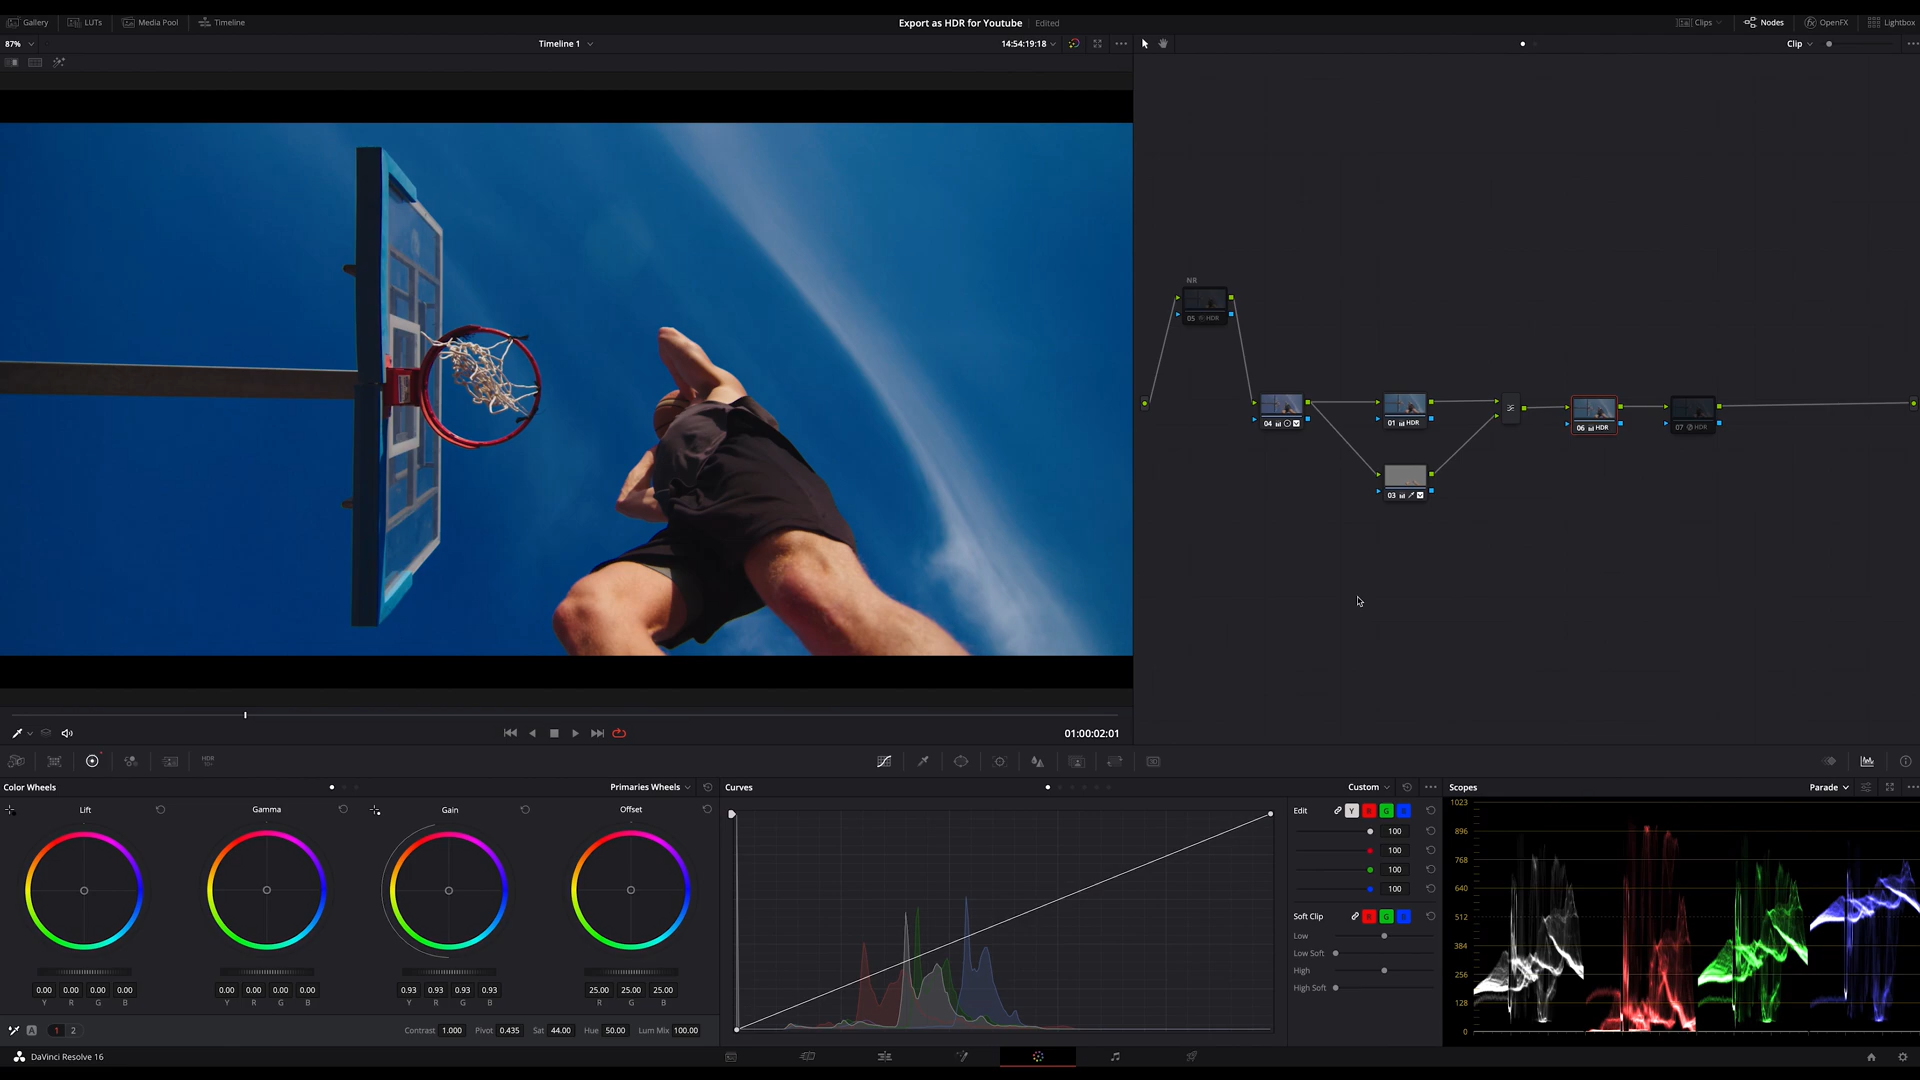 Gallery LUTs Media Pool Timeline Export as HDR for Youtube Edited Clips Nodes OpenFX Lightbox
87% Timeline 1 14:54:19:18 Clip
NR
05 HDR
04
01 HDR
06 HDR
07 HDR
03
01:00:02:01
HDR
3D
Color Wheels Primaries Wheels
Lift Gamma Gain Offset
0.00 0.00 0.00 0.00 0.00 0.00 0.00 0.00 0.93 0.93 0.93 0.93 25.00 25.00 25.00
Y R G B Y R G B Y R G B R G B
A 1 2 Contrast 1.000 Pivot 0.435 Sat 44.00 Hue 50.00 Lum Mix 100.00
Curves Custom
Edit Y R G B
100
100
100
100
Soft Clip R G B
Low
Low Soft
High
High Soft
Scopes Parade
1023
896
768
640
512
384
256
128
0
DaVinci Resolve 16